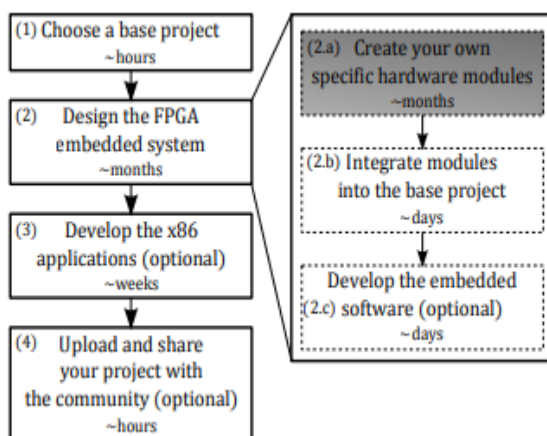 (1) Choose a base project
~hours
(2) Design the FPGA
embedded system
~months
(3) Develop the x86
applications (optional)
~weeks
(4) Upload and share
your project with
the community (optional)
~hours
(2.a) Create your own
specific hardware modules
~months
(2.b) Integrate modules
into the base project
~days
Develop the embedded
(2.c) software (optional)
~days